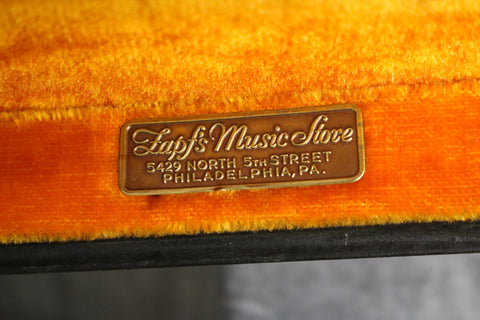 Zapf's Music Store
5429 NORTH 5TH STREET
PHILADELPHIA, PA.